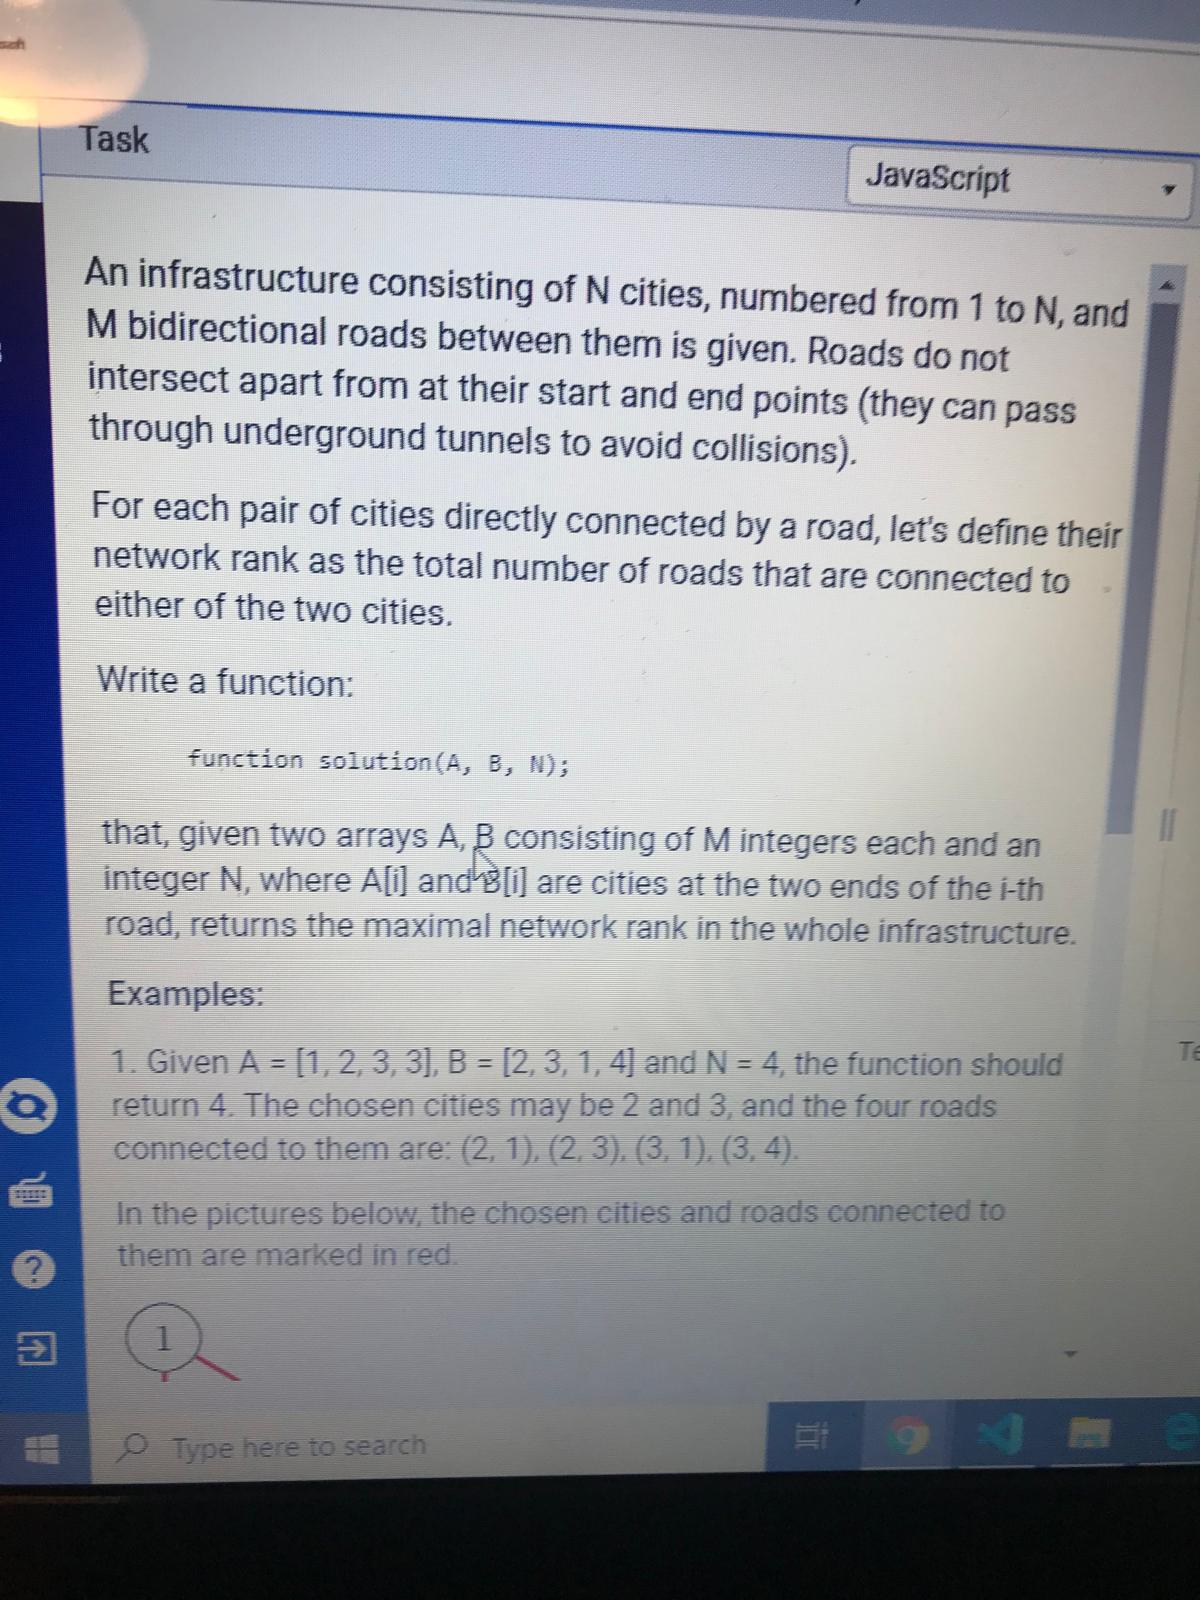 Task
JavaScript
An infrastructure consisting of N cities, numbered from 1 to N, and
M bidirectional roads between them is given. Roads do not
intersect apart from at their start and end points (they can pass
through underground tunnels to avoid collisions).
For each pair of cities directly connected by a road, let's define their
network rank as the total number of roads that are connected to
either of the two cities.
Write a function:
function solution(A, B, N);
that, given two arrays A, B consisting of M integers each and an
integer N, where A[i] and B[i] are cities at the two ends of the i-th
road, returns the maximal network rank in the whole infrastructure.
Examples:
1. Given A = [1, 2, 3, 3], B = [2, 3, 1, 4] and N = 4, the function should
return 4. The chosen cities may be 2 and 3, and the four roads
connected to them are: (2, 1), (2, 3), (3, 1), (3, 4).
In the pictures below, the chosen cities and roads connected to
them are marked in red.
1
Type here to search